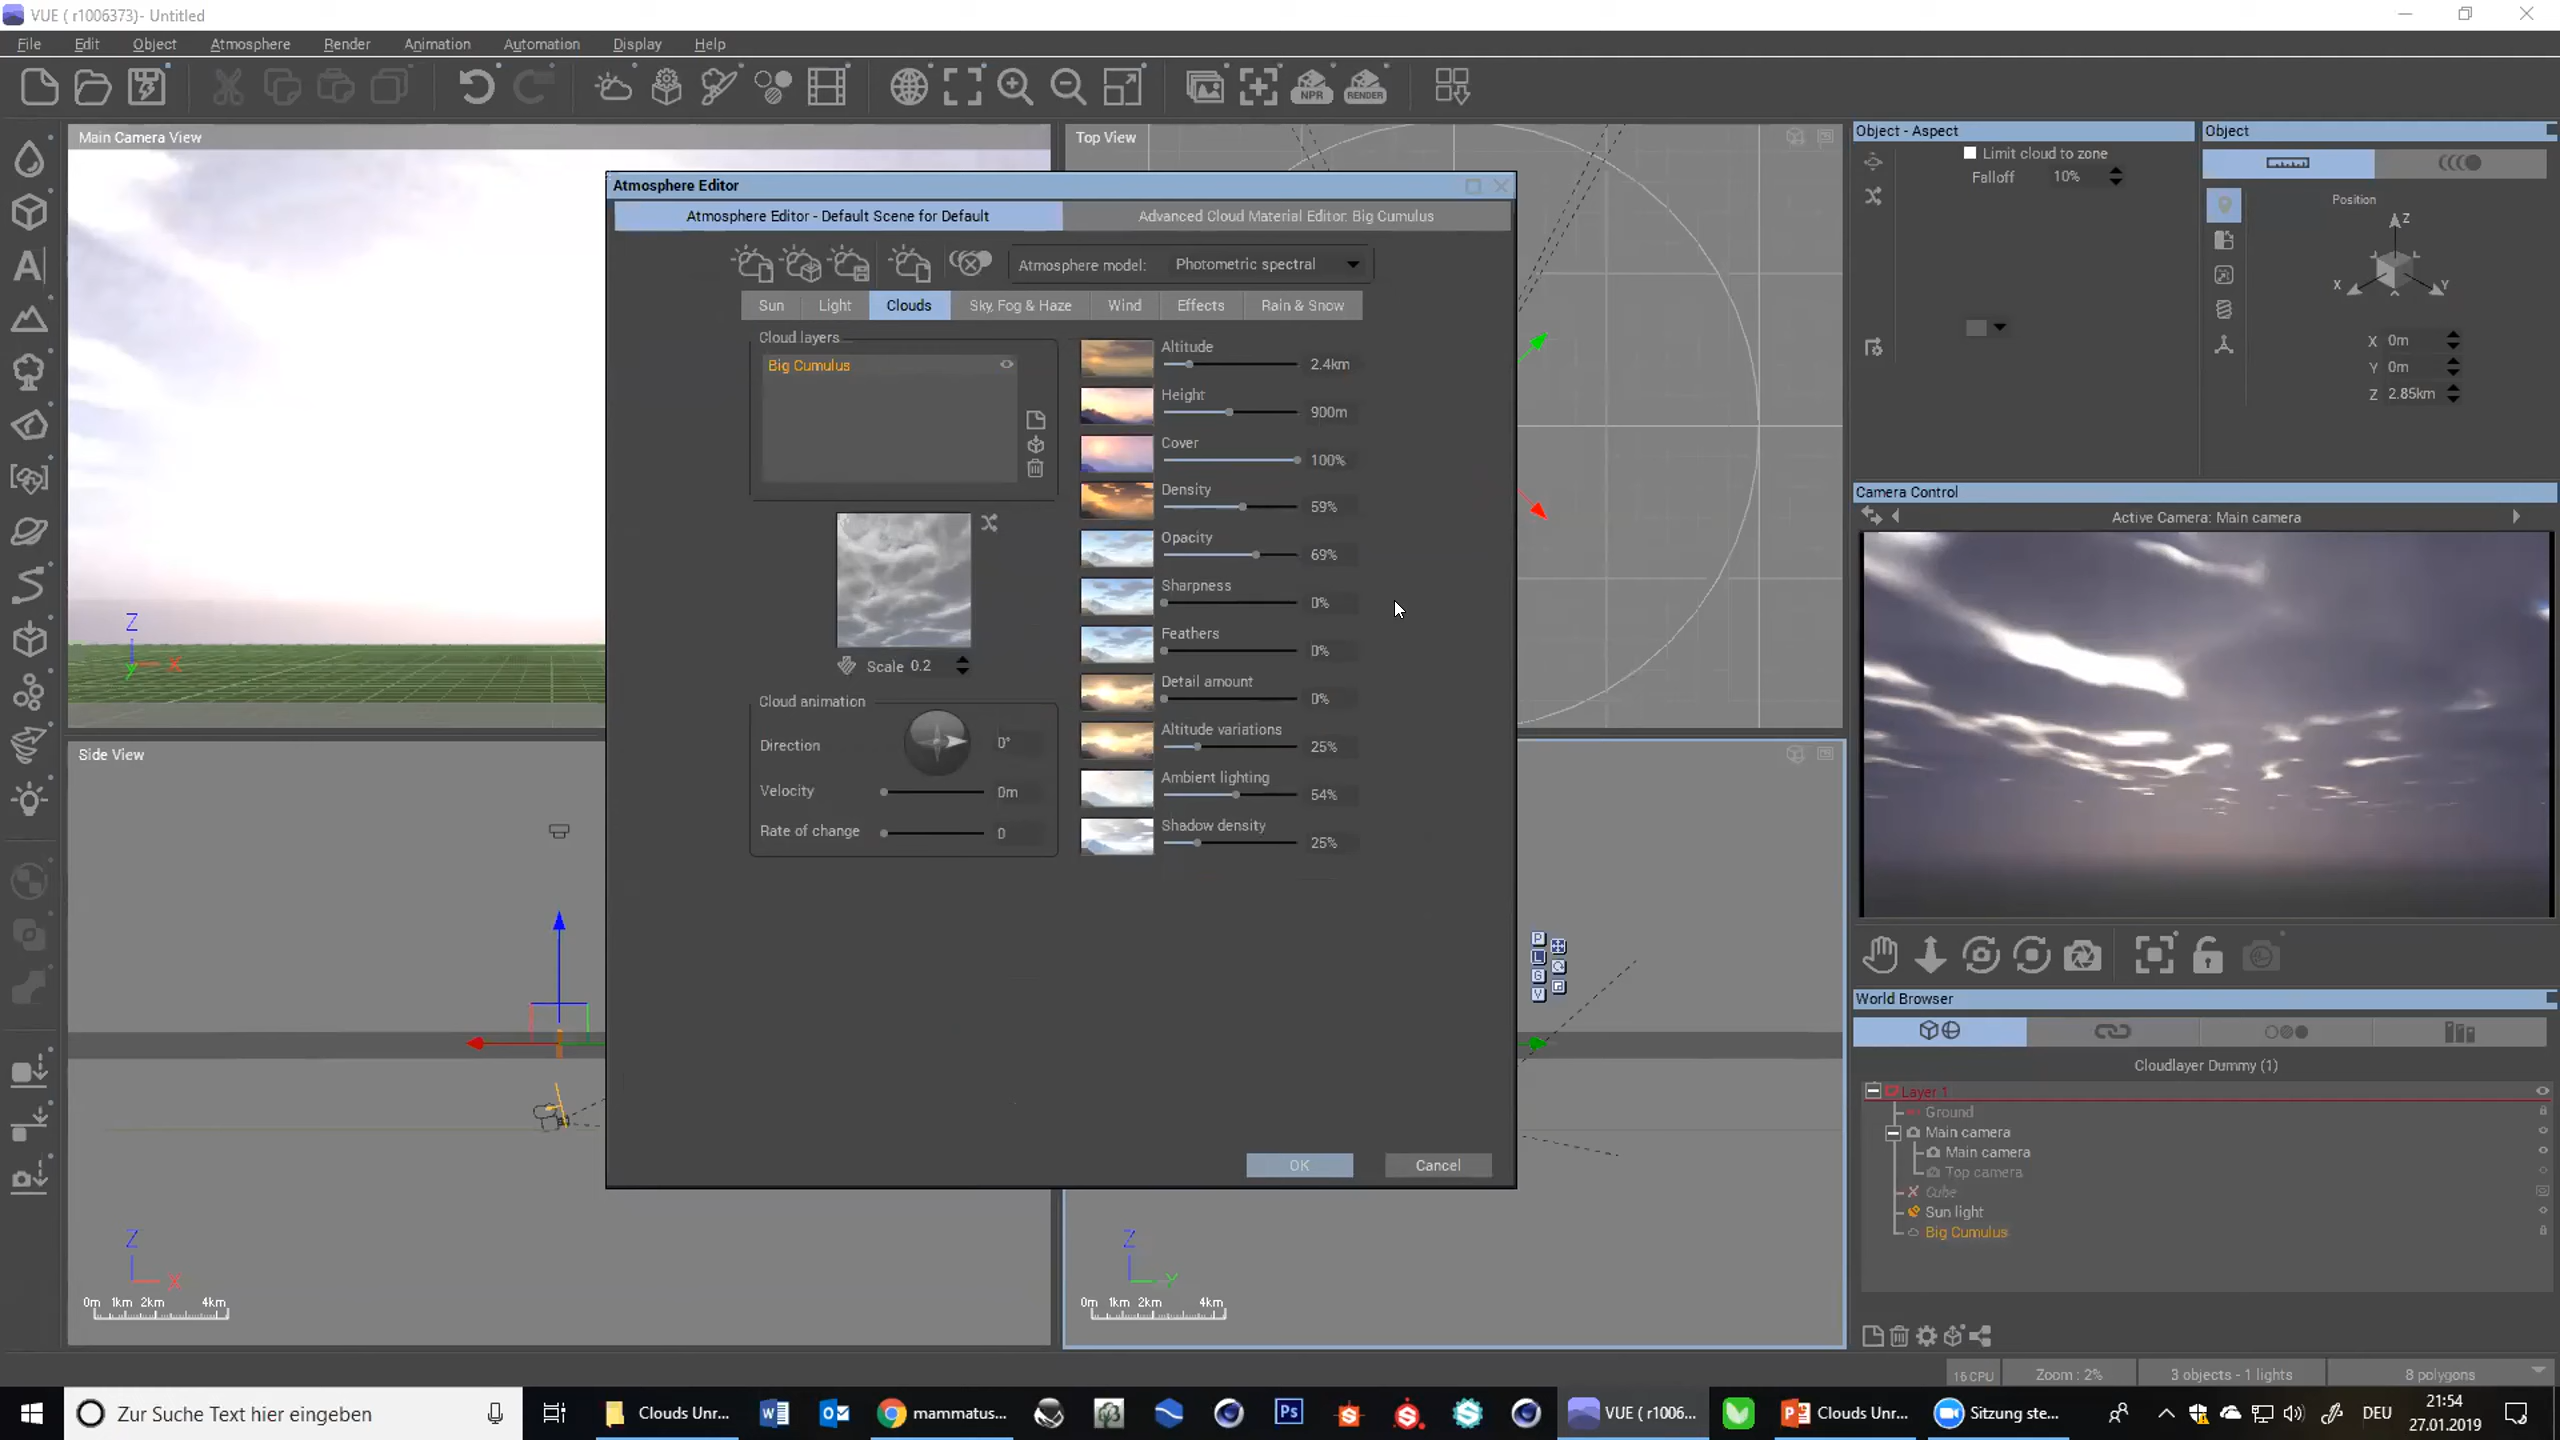 VUE ( r1006373)- Untitled
File Edit Object Atmosphere Render Animation Automation Display Help
NPR RENDER
Main Camera View
Top View
Object - Aspect
Object
Limit cloud to zone
Falloff 10%
Position
Z
X Y
X 0m
Y 0m
Z 2.85km
Atmosphere Editor
Atmosphere Editor - Default Scene for Default
Advanced Cloud Material Editor: Big Cumulus
Atmosphere model: Photometric spectral
Sun Light Clouds Sky, Fog & Haze Wind Effects Rain & Snow
Cloud layers
Big Cumulus
Scale 0.2
Cloud animation
Direction 0°
Velocity 0m
Rate of change 0
Altitude 2.4km
Height 900m
Cover 100%
Density 59%
Opacity 69%
Sharpness 0%
Feathers 0%
Detail amount 0%
Altitude variations 25%
Ambient lighting 54%
Shadow density 25%
OK Cancel
Z
X
y
Side View
Z
X
0m 1km 2km 4km
P
L
G
V
Z
Y
0m 1km 2km 4km
Camera Control
Active Camera: Main camera
World Browser
Cloudlayer Dummy (1)
Layer 1
Ground
Main camera
Main camera
Top camera
Cube
Sun light
Big Cumulus
16 CPU Zoom : 2% 3 objects - 1 lights 8 polygons
Zur Suche Text hier eingeben
Clouds Unr...
mammatus...
Ps
VUE ( r1006...
Clouds Unr...
Sitzung ste...
DEU
21:54
27.01.2019